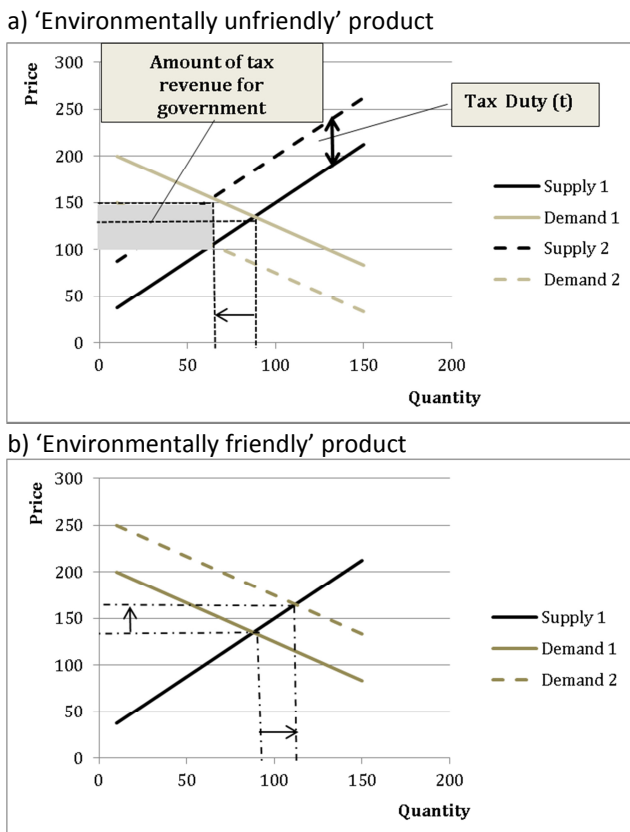 a) ‘Environmentally unfriendly’ product
Price
300
250
200
150
100
50
0
Amount of tax
revenue for
government
Tax Duty (t)
Supply 1
Demand 1
Supply 2
Demand 2
0 50 100 150 200
Quantity
b) ‘Environmentally friendly’ product
Price
300
250
200
150
100
50
0
Supply 1
Demand 1
Demand 2
0 50 100 150 200
Quantity